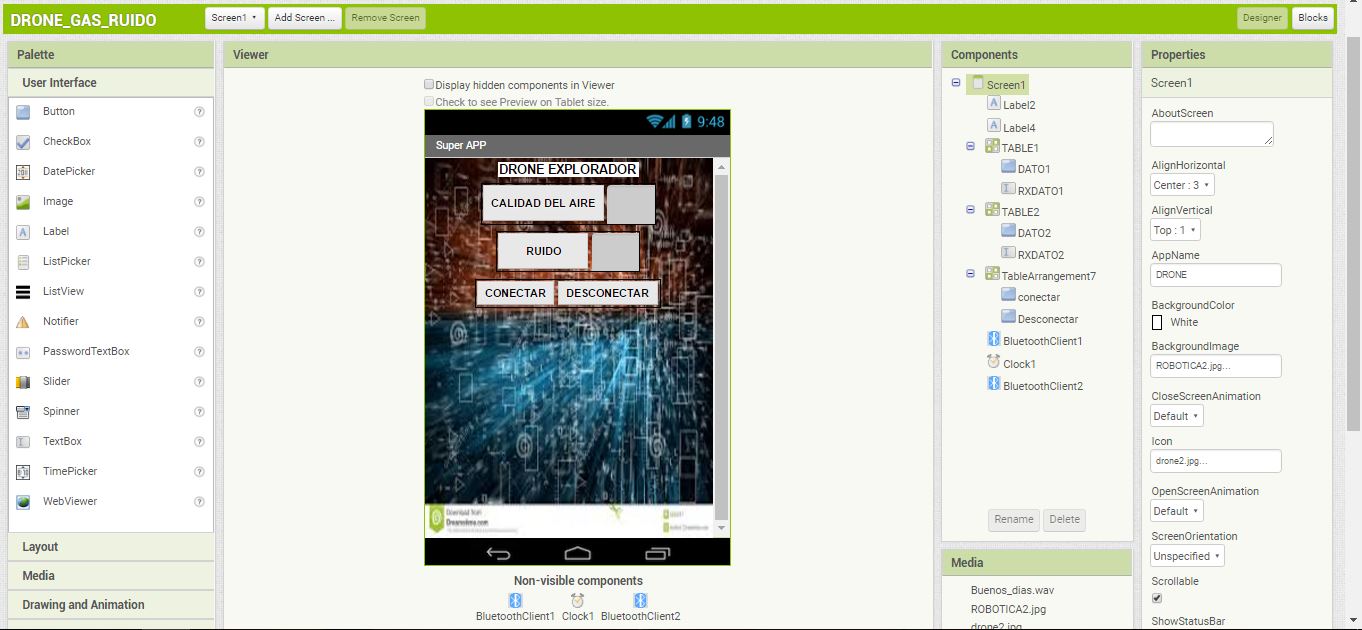 DRONE_GAS_RUIDO
Screen1
Add Screen ...
Remove Screen
Designer
Blocks
Palette
User Interface
Button
CheckBox
DatePicker
Image
Label
ListPicker
ListView
Notifier
PasswordTextBox
Slider
Spinner
TextBox
TimePicker
WebViewer
Layout
Media
Drawing and Animation
Viewer
Display hidden components in Viewer
Check to see Preview on Tablet size.
9:48
Super APP
DRONE EXPLORADOR
CALIDAD DEL AIRE
RUIDO
CONECTAR DESCONECTAR
Download from
Dreamstime.com
Non-visible components
BluetoothClient1 Clock1 BluetoothClient2
Components
Screen1
Label2
Label4
TABLE1
DATO1
RXDATO1
TABLE2
DATO2
RXDATO2
TableArrangement7
conectar
Desconectar
BluetoothClient1
Clock1
BluetoothClient2
Rename Delete
Media
Buenos_dias.wav
ROBOTICA2.jpg
drone2.jpg
Properties
Screen1
AboutScreen
AlignHorizontal
Center : 3
AlignVertical
Top : 1
AppName
DRONE
BackgroundColor
White
BackgroundImage
ROBOTICA2.jpg...
CloseScreenAnimation
Default
Icon
drone2.jpg...
OpenScreenAnimation
Default
ScreenOrientation
Unspecified
Scrollable
ShowStatusBar